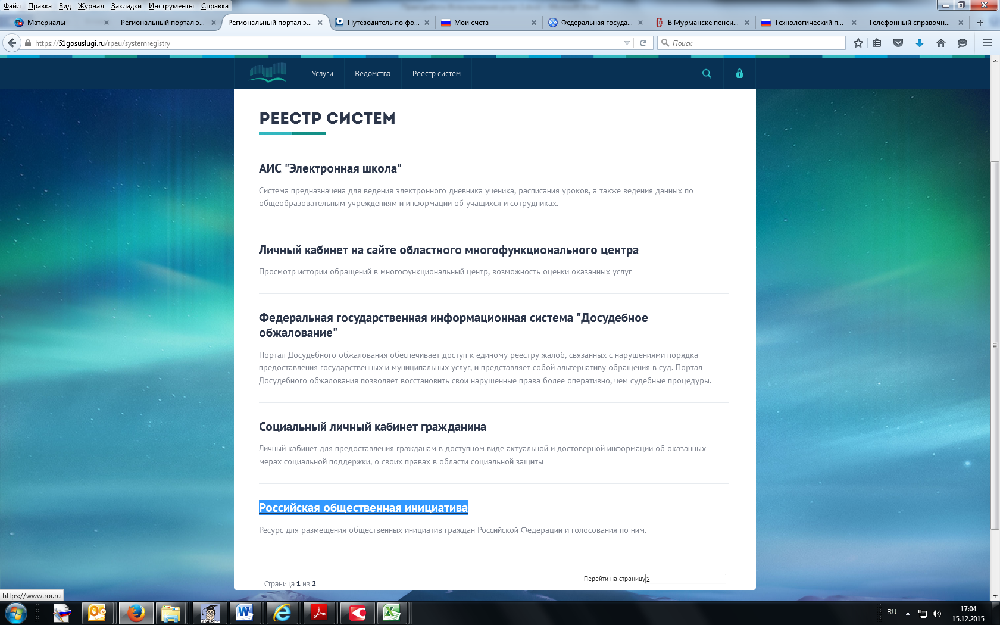 Файл Правка Вид Журнал Закладки Инструменты Справка
Материалы
Региональный портал э...
Региональный портал э...
Путеводитель по фо...
Мои счета
Федеральная госуда...
В Мурманске пенси...
Технологический п...
Телефонный справочн...
https://51gosuslugi.ru/rpeu/systemregistry
Поиск
Услуги Ведомства Реестр систем
РЕЕСТР СИСТЕМ
АИС "Электронная школа"
Система предназначена для ведения электронного дневника ученика, расписания уроков, а также ведения данных по
общеобразовательным учреждениям и информации об учащихся и сотрудниках.
Личный кабинет на сайте областного многофункционального центра
Просмотр истории обращений в многофункциональный центр, возможность оценки оказанных услуг
Федеральная государственная информационная система "Досудебное
обжалование"
Портал Досудебного обжалования обеспечивает доступ к единому реестру жалоб, связанных с нарушениями порядка
предоставления государственных и муниципальных услуг, и представляет собой альтернативу обращения в суд. Портал
Досудебного обжалования позволяет восстановить свои нарушенные права более оперативно, чем судебные процедуры.
Социальный личный кабинет гражданина
Личный кабинет для предоставления гражданам в доступном виде актуальной и достоверной информации об оказанных
мерах социальной поддержки, о своих правах в области социальной защиты
Российская общественная инициатива
Ресурс для размещения общественных инициатив граждан Российской Федерации и голосования по ним.
Страница 1 из 2
Перейти на страницу 2
https://www.roi.ru
RU
17:04
15.12.2015